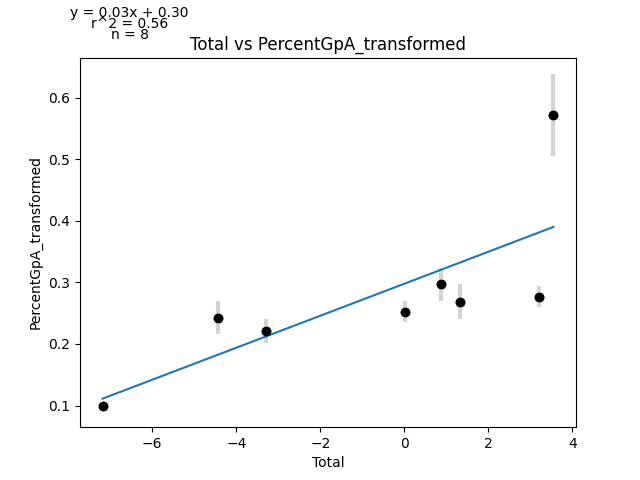 y = 0.03x + 0.30
r^2 = 0.56
n = 8
Total vs PercentGpA_transformed
PercentGpA_transformed
0.6
0.5
0.4
0.3
0.2
0.1
−6
−4
−2
0
2
4
Total